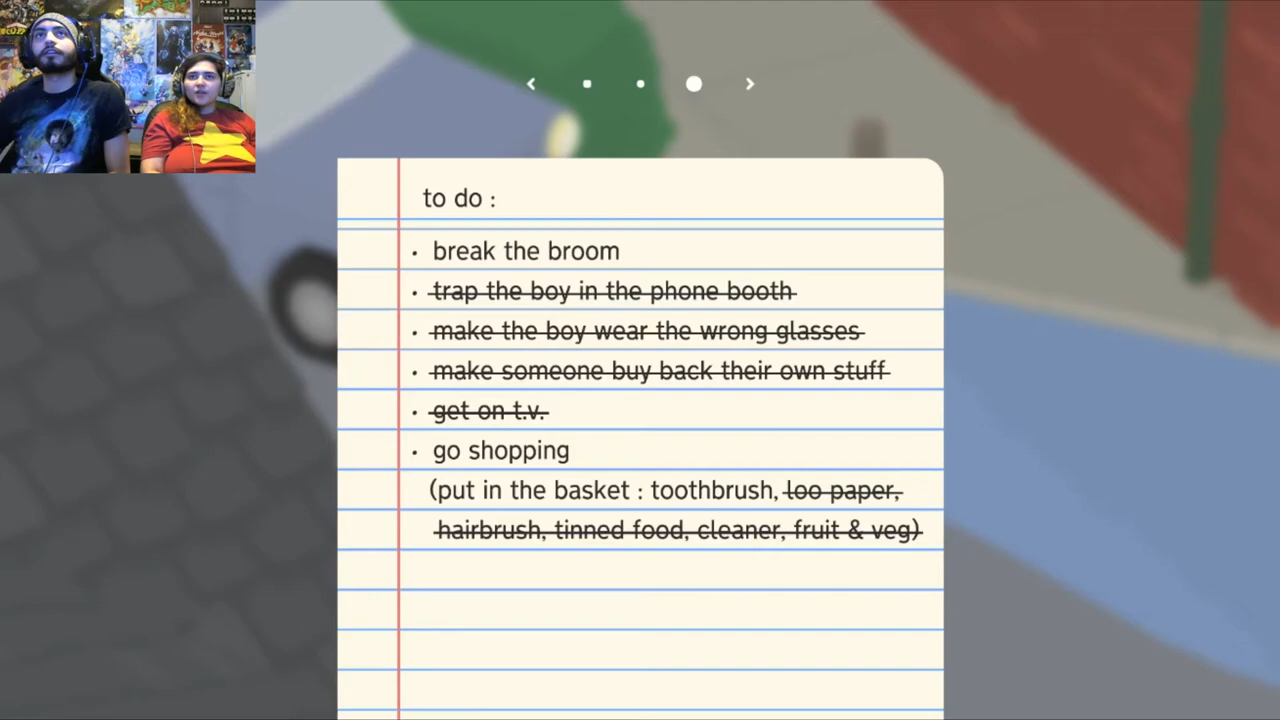 to do :
• break the broom
• trap the boy in the phone booth
• make the boy wear the wrong glasses
• make someone buy back their own stuff
• get on t.v.
• go shopping
(put in the basket : toothbrush, loo paper,
hairbrush, tinned food, cleaner, fruit & veg)